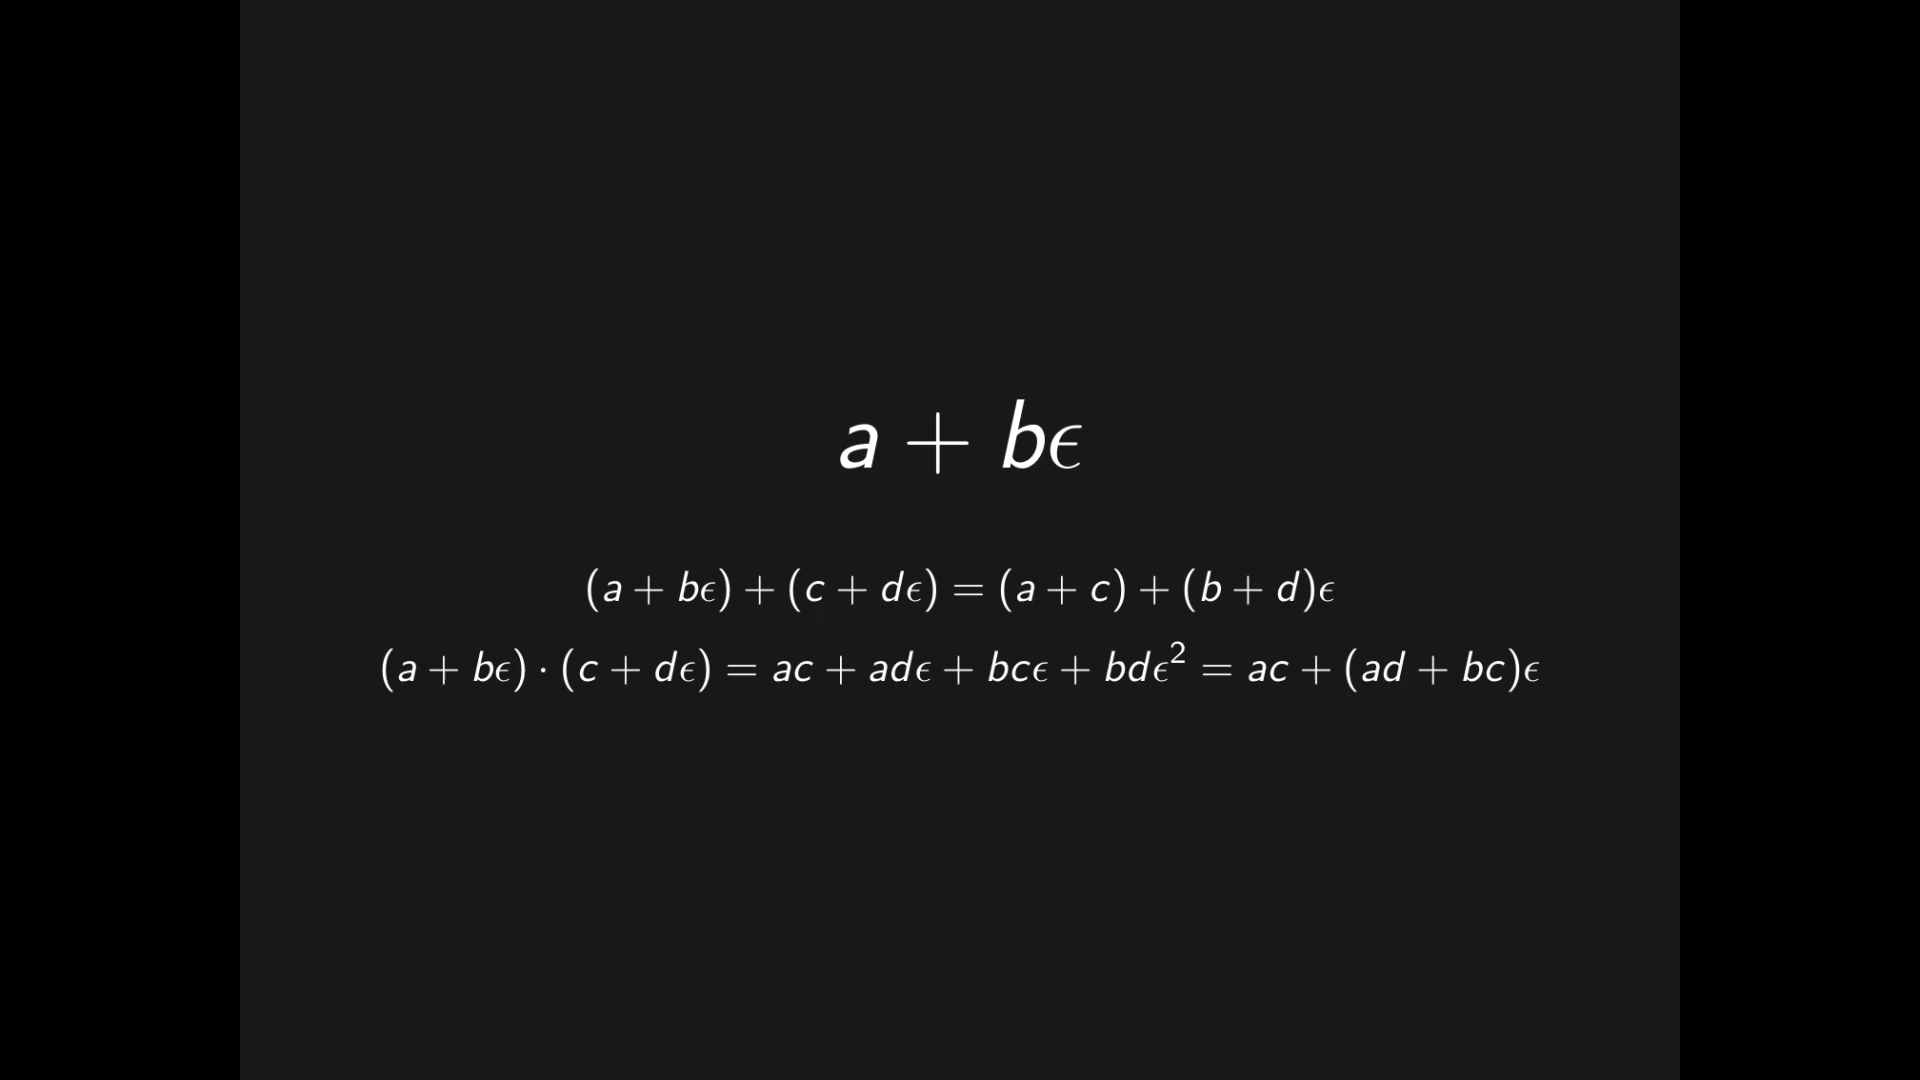 a + bϵ
(a + bϵ) + (c + dϵ) = (a + c) + (b + d)ϵ
(a + bϵ) · (c + dϵ) = ac + adϵ + bcϵ + bdϵ² = ac + (ad + bc)ϵ